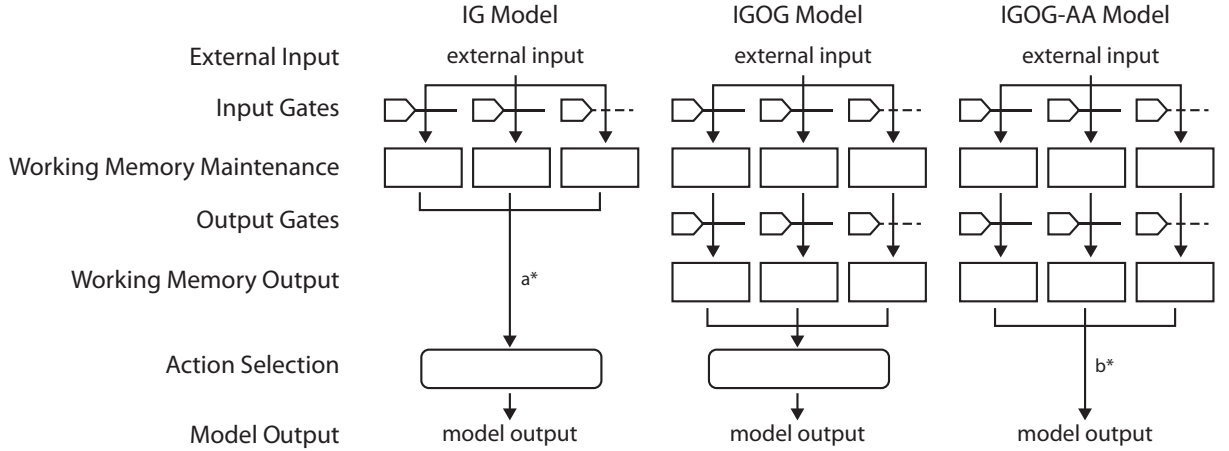 IG Model IGOG Model IGOG-AA Model
External Input external input external input external input
Input Gates
Working Memory Maintenance
Output Gates
Working Memory Output a*
Action Selection b*
Model Output model output model output model output